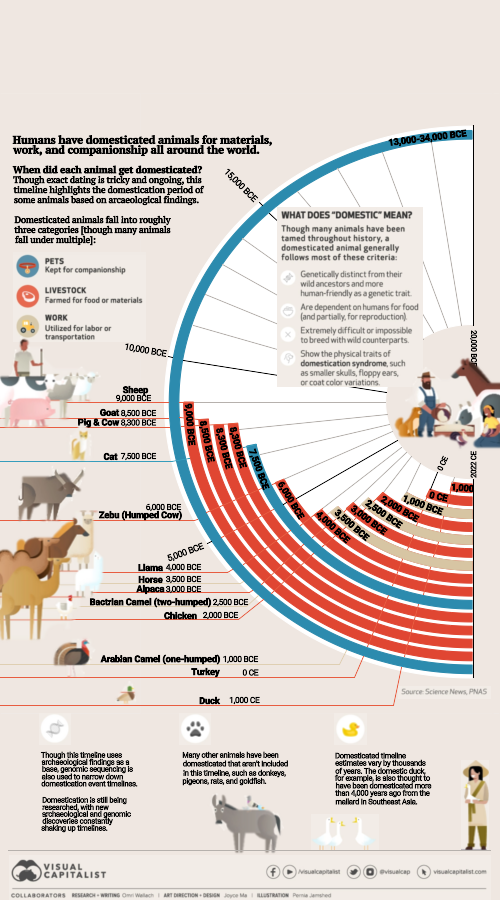 Humans have domesticated animals for materials,
work, and companionship all around the world.
When did each animal get domesticated?
Though exact dating is tricky and ongoing, this
timeline highlights the domestication period of
some animals based on arcaeological findings.
Domesticated animals fall into roughly
three categories [though many animals
fall under multiple]:
PETS
Kept for companionship
LIVESTOCK
Farmed for food or materials
WORK
Utilized for labor or
transportation
13,000-34,000 BCE
15,000 BCE
WHAT DOES "DOMESTIC" MEAN?
Though many animals have been
tamed throughout history, a
domesticated animal generally
follows most of these criteria:
Genetically distinct from their
wild ancestors and more
human-friendly as a genetic trait.
Are dependent on humans for food
(and partially, for reproduction).
Extremely difficult or impossible
to breed with wild counterparts.
Show the physical traits of
domestication syndrome, such
as smaller skulls, floppy ears,
or coat color variations.
20,000 BCE
10,000 BCE
Sheep
9,000 BCE
Goat 8,500 BCE
Pig & Cow 8,300 BCE
Cat 7,500 BCE
6,000 BCE
Zebu (Humped Cow)
5,000 BCE
Llama 4,000 BCE
Horse 3,500 BCE
Alpaca 3,000 BCE
Bactrian Camel (two-humped) 2,500 BCE
Chicken 2,000 BCE
Arabian Camel (one-humped) 1,000 BCE
Turkey 0 CE
Duck 1,000 CE
9,000 BCE
8,500 BCE
8,300 BCE
8,300 BCE
7,500 BCE
6,000 BCE
4,000 BCE
3,500 BCE
3,000 BCE
2,500 BCE
2,000 BCE
1,000 BCE
0 CE
1,000
0 CE
2022 CE
Source: Science News, PNAS
Though this timeline uses
archaeological findings as a
base, genomic sequencing is
also used to narrow down
domestication event timelines.
Domestication is still being
researched, with new
archaeological and genomic
discoveries constantly
shaking up timelines.
Many other animals have been
domesticated that aren't included
in this timeline, such as donkeys,
pigeons, rats, and goldfish.
Domesticated timeline
estimates vary by thousands
of years. The domestic duck,
for example, is also thought to
have been domesticated more
than 4,000 years ago from the
mallard in Southeast Asia.
VISUAL
CAPITALIST
/visualcapitalist
@visualcap
visualcapitalist.com
COLLABORATORS RESEARCH + WRITING Omri Wallach | ART DIRECTION + DESIGN Joyce Ma | ILLUSTRATION Pernia Jamshed